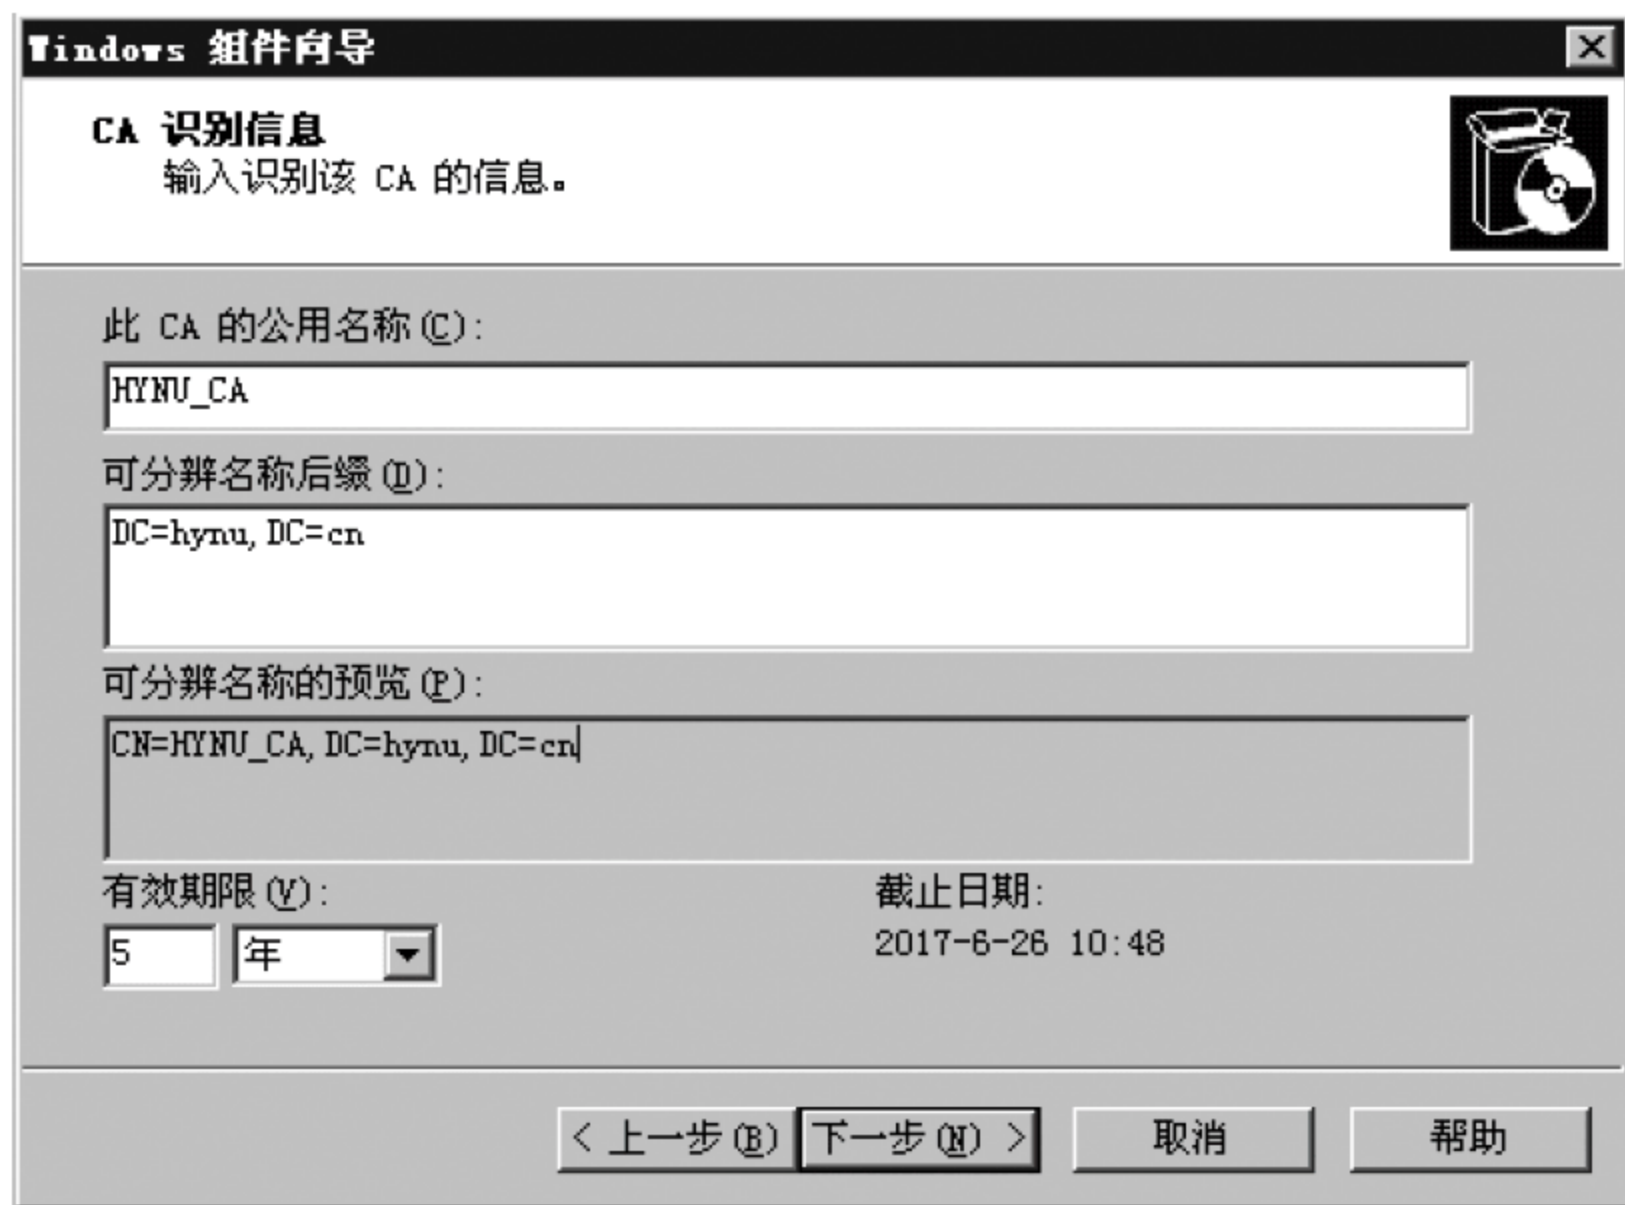 Windows 组件向导
CA 识别信息
输入识别该 CA 的信息。
此 CA 的公用名称(C):
HYNU_CA
可分辨名称后缀(D):
DC=hynu, DC=cn
可分辨名称的预览(P):
CN=HYNU_CA, DC=hynu, DC=cn
有效期限(V): 截止日期:
5 年 2017-6-26 10:48
< 上一步(B) 下一步(N) > 取消 帮助